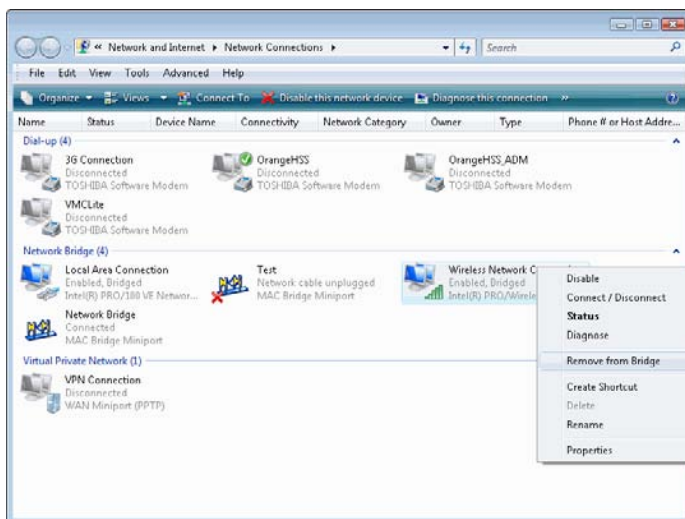 « Network and Internet ▸ Network Connections ▸ Search
File Edit View Tools Advanced Help
Organize Views Connect To Disable this network device Diagnose this connection »
Name Status Device Name Connectivity Network Category Owner Type Phone # or Host Addre...
Dial-up (4)
3G Connection
Disconnected
TOSHIBA Software Modem
OrangeHSS
Disconnected
TOSHIBA Software Modem
OrangeHSS_ADM
Disconnected
TOSHIBA Software Modem
VMCLite
Disconnected
TOSHIBA Software Modem
Network Bridge (4)
Local Area Connection
Enabled, Bridged
Intel(R) PRO/100 VE Networ...
Test
Network cable unplugged
MAC Bridge Miniport
Wireless Network C
Enabled, Bridged
Intel(R) PRO/Wirele
Network Bridge
Connected
MAC Bridge Miniport
Virtual Private Network (1)
VPN Connection
Disconnected
WAN Miniport (PPTP)
Disable
Connect / Disconnect
Status
Diagnose
Remove from Bridge
Create Shortcut
Delete
Rename
Properties